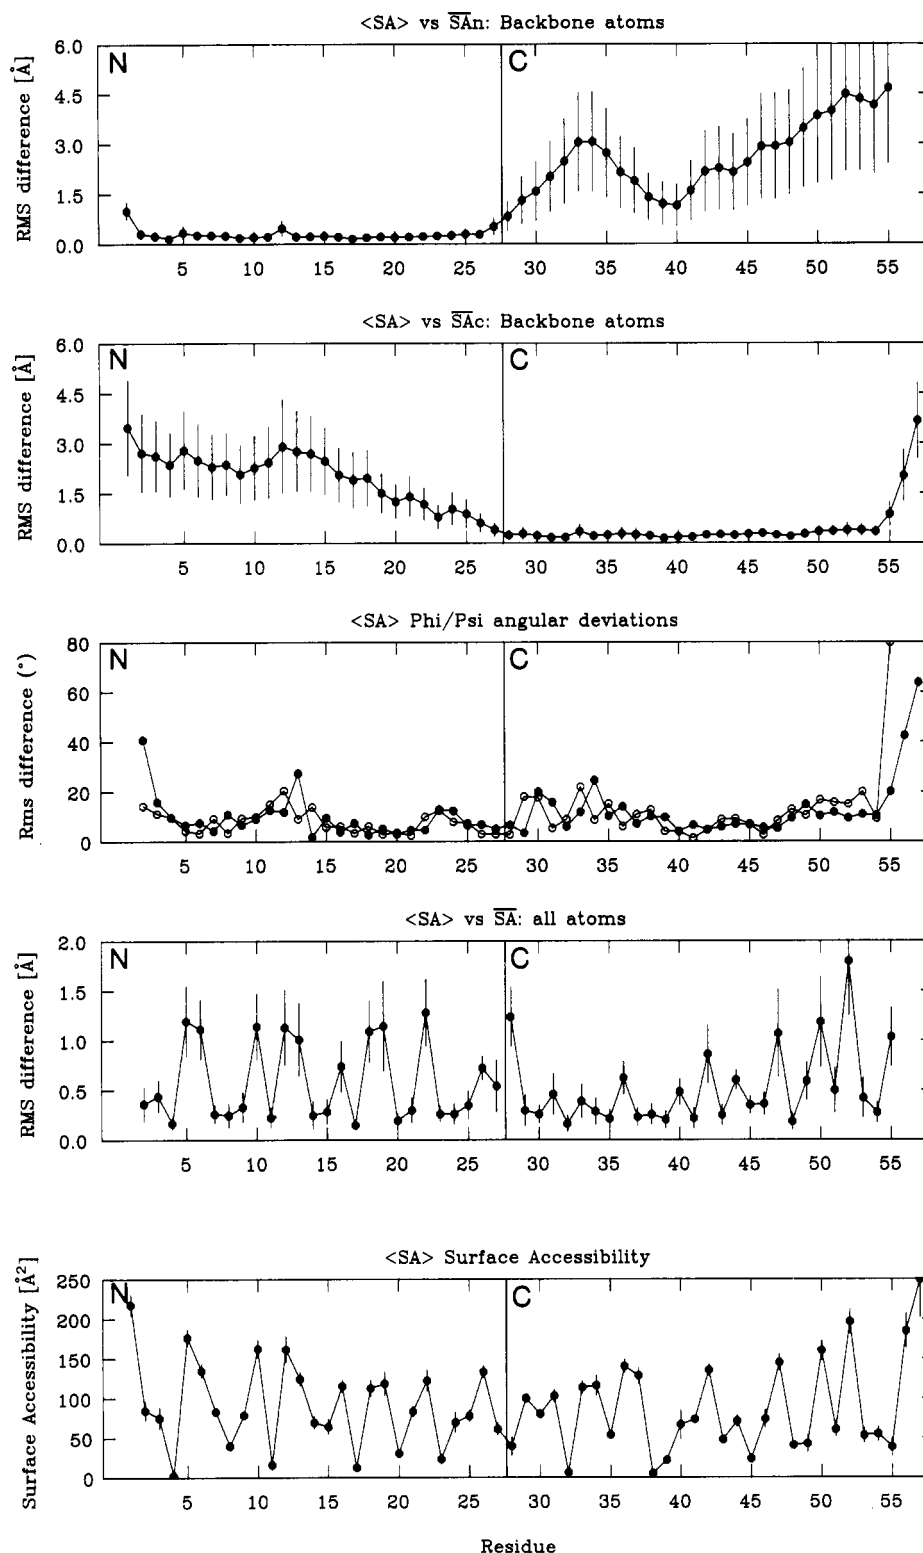 <SA> vs S̅A̅n: Backbone atoms
RMS difference [Å]
6.0
4.5
3.0
1.5
0.0
N
C
5 10 15 20 25 30 35 40 45 50 55
<SA> vs S̅A̅c: Backbone atoms
RMS difference [Å]
6.0
4.5
3.0
1.5
0.0
N
C
5 10 15 20 25 30 35 40 45 50 55
<SA> Phi/Psi angular deviations
Rms difference (°)
80
60
40
20
0
N
C
5 10 15 20 25 30 35 40 45 50 55
<SA> vs S̅A̅: all atoms
RMS difference [Å]
2.0
1.5
1.0
0.5
0.0
N
C
5 10 15 20 25 30 35 40 45 50 55
<SA> Surface Accessibility
Surface Accessibility [Å²]
250
200
150
100
50
0
N
C
5 10 15 20 25 30 35 40 45 50 55
Residue